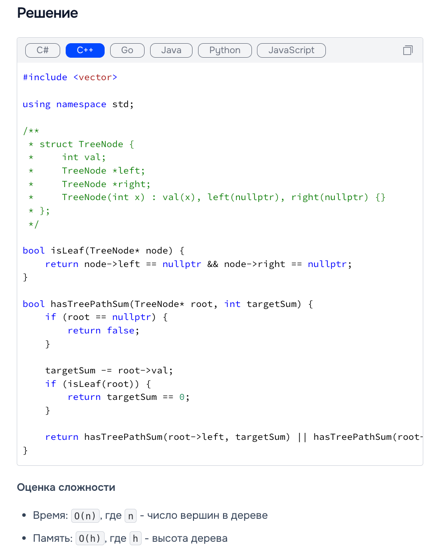 Решение
C# C++ Go Java Python JavaScript
#include <vector>
using namespace std;
/**
 * struct TreeNode {
 *     int val;
 *     TreeNode *left;
 *     TreeNode *right;
 *     TreeNode(int x) : val(x), left(nullptr), right(nullptr) {}
 * };
 */
bool isLeaf(TreeNode* node) {
    return node->left == nullptr && node->right == nullptr;
}
bool hasTreePathSum(TreeNode* root, int targetSum) {
    if (root == nullptr) {
        return false;
    }
    targetSum -= root->val;
    if (isLeaf(root)) {
        return targetSum == 0;
    }
    return hasTreePathSum(root->left, targetSum) || hasTreePathSum(root-
}
Оценка сложности
• Время: O(n), где n - число вершин в дереве
• Память: O(h), где h - высота дерева